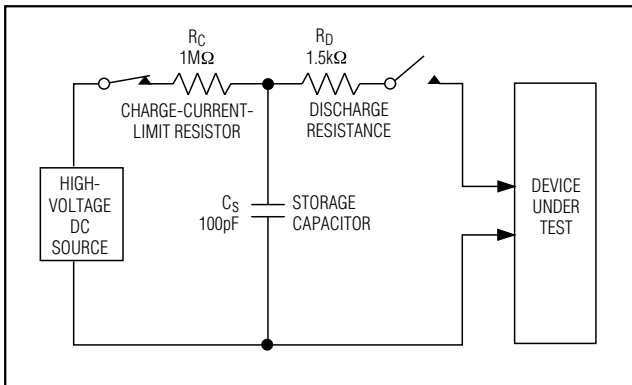 RC
1MΩ
CHARGE-CURRENT-
LIMIT RESISTOR
RD
1.5kΩ
DISCHARGE
RESISTANCE
HIGH-
VOLTAGE
DC
SOURCE
CS
100pF
STORAGE
CAPACITOR
DEVICE
UNDER
TEST